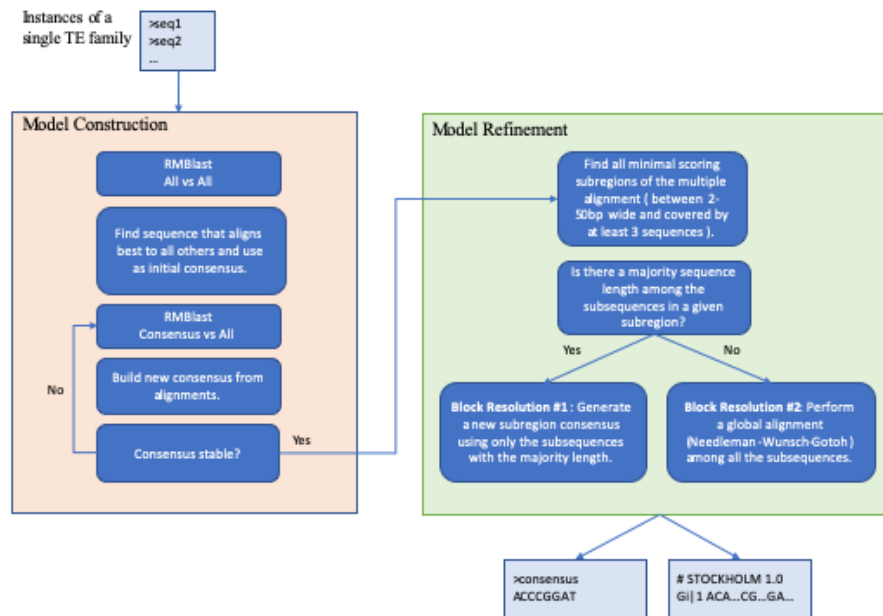 Instances of a
single TE family
>seq1
>seq2
...
Model Construction
RMBlast
All vs All
Find sequence that aligns
best to all others and use
as initial consensus.
RMBlast
Consensus vs All
No
Build new consensus from
alignments.
Consensus stable?
Yes
Model Refinement
Find all minimal scoring
subregions of the multiple
alignment ( between 2-
50bp wide and covered by
at least 3 sequences ).
Is there a majority sequence
length among the
subsequences in a given
subregion?
Yes
No
Block Resolution #1 : Generate
a new subregion consensus
using only the subsequences
with the majority length.
Block Resolution #2: Perform
a global alignment
(Needleman-Wunsch-Gotoh)
among all the subsequences.
>consensus
ACCCGGAT
# STOCKHOLM 1.0
Gi|1 ACA...CG...GA...